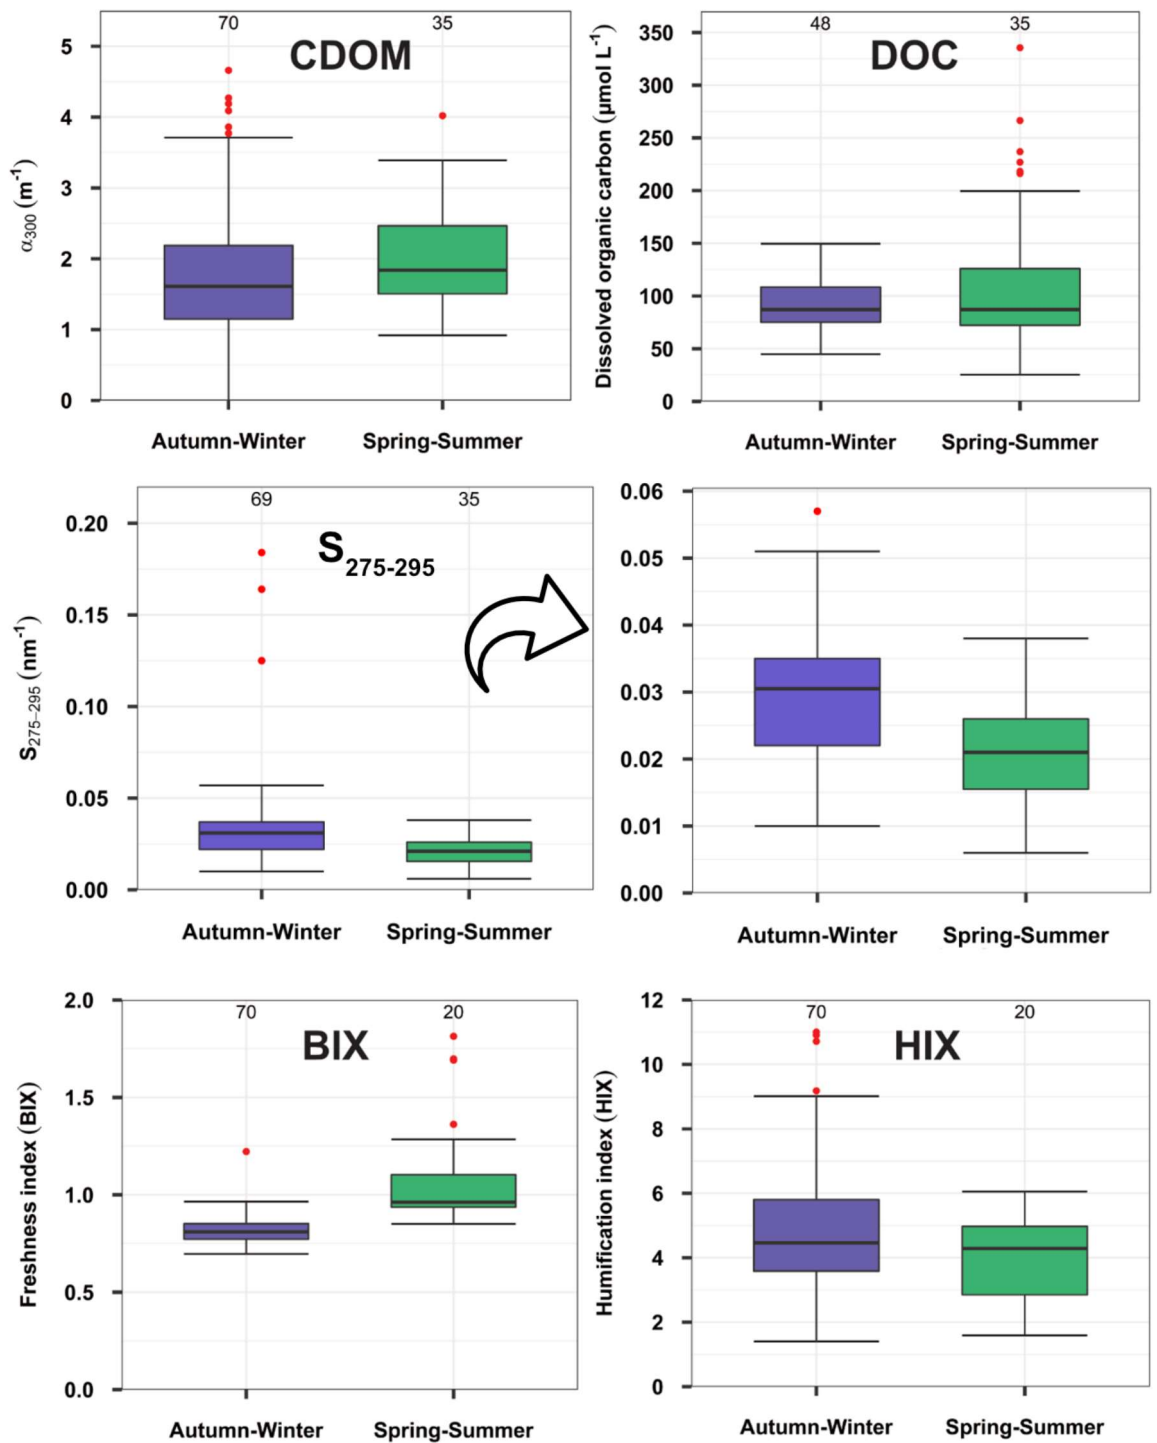 70
35
CDOM
5
4
3
2
1
0
α300 (m-1)
Autumn-Winter
Spring-Summer
48
35
DOC
350
300
250
200
150
100
50
0
Dissolved organic carbon (µmol L-1)
Autumn-Winter
Spring-Summer
69
35
S275-295
0.20
0.15
0.10
0.05
0.00
S275–295 (nm-1)
Autumn-Winter
Spring-Summer
0.06
0.05
0.04
0.03
0.02
0.01
0.00
Autumn-Winter
Spring-Summer
70
20
BIX
2.0
1.5
1.0
0.5
0.0
Freshness index (BIX)
Autumn-Winter
Spring-Summer
70
20
HIX
12
10
8
6
4
2
0
Humification index (HIX)
Autumn-Winter
Spring-Summer